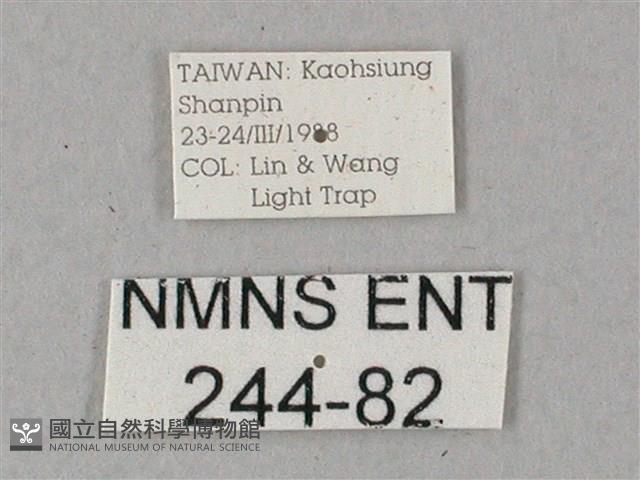 TAIWAN: Kaohsiung
Shanpin
23-24/III/1988
COL: Lin & Wang
Light Trap
NMNS ENT
244-82
國立自然科學博物館
NATIONAL MUSEUM OF NATURAL SCIENCE